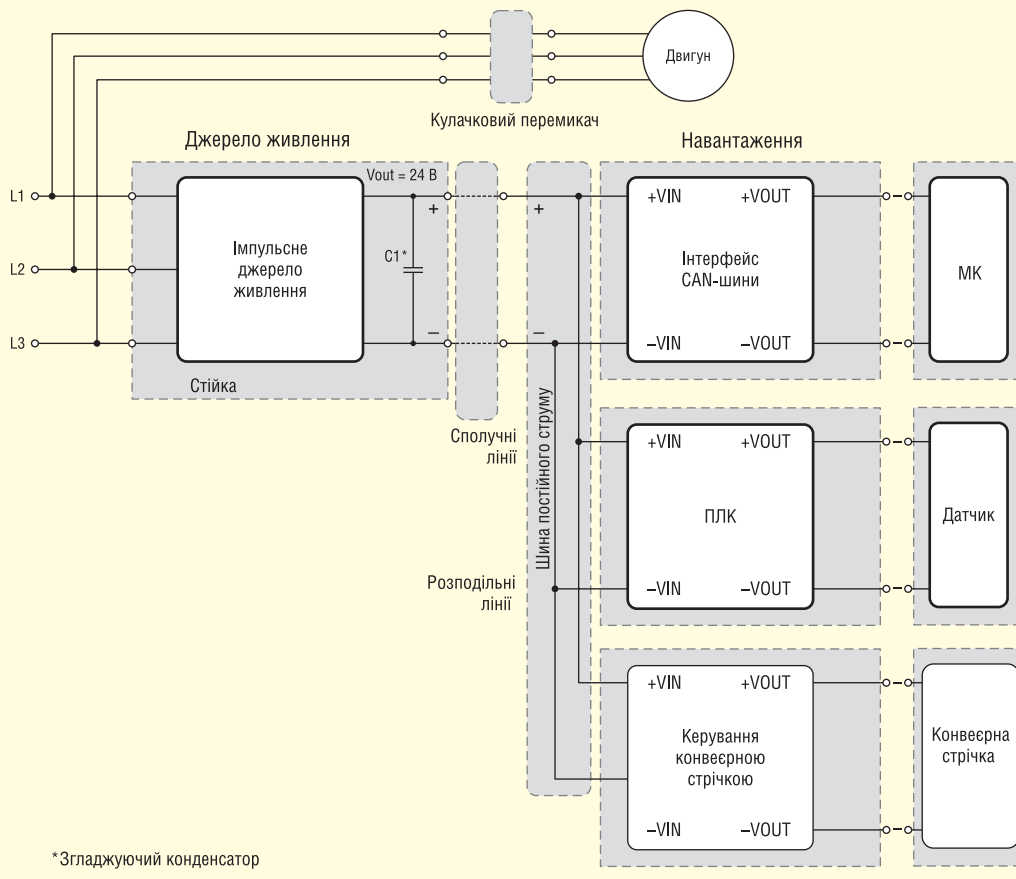 Двигун
Кулачковий перемикач
Джерело живлення
Навантаження
Vout = 24 В
L1
L2
L3
Імпульсне
джерело
живлення
C1*
+
–
Стійка
Сполучні
лінії
+
–
Шина постійного струму
Розподільні
лінії
+VIN +VOUT
Інтерфейс
CAN-шини
–VIN –VOUT
МК
+VIN +VOUT
ПЛК
–VIN –VOUT
Датчик
+VIN +VOUT
Керування
конвеєрною
стрічкою
–VIN –VOUT
Конвеєрна
стрічка
*Згладжуючий конденсатор